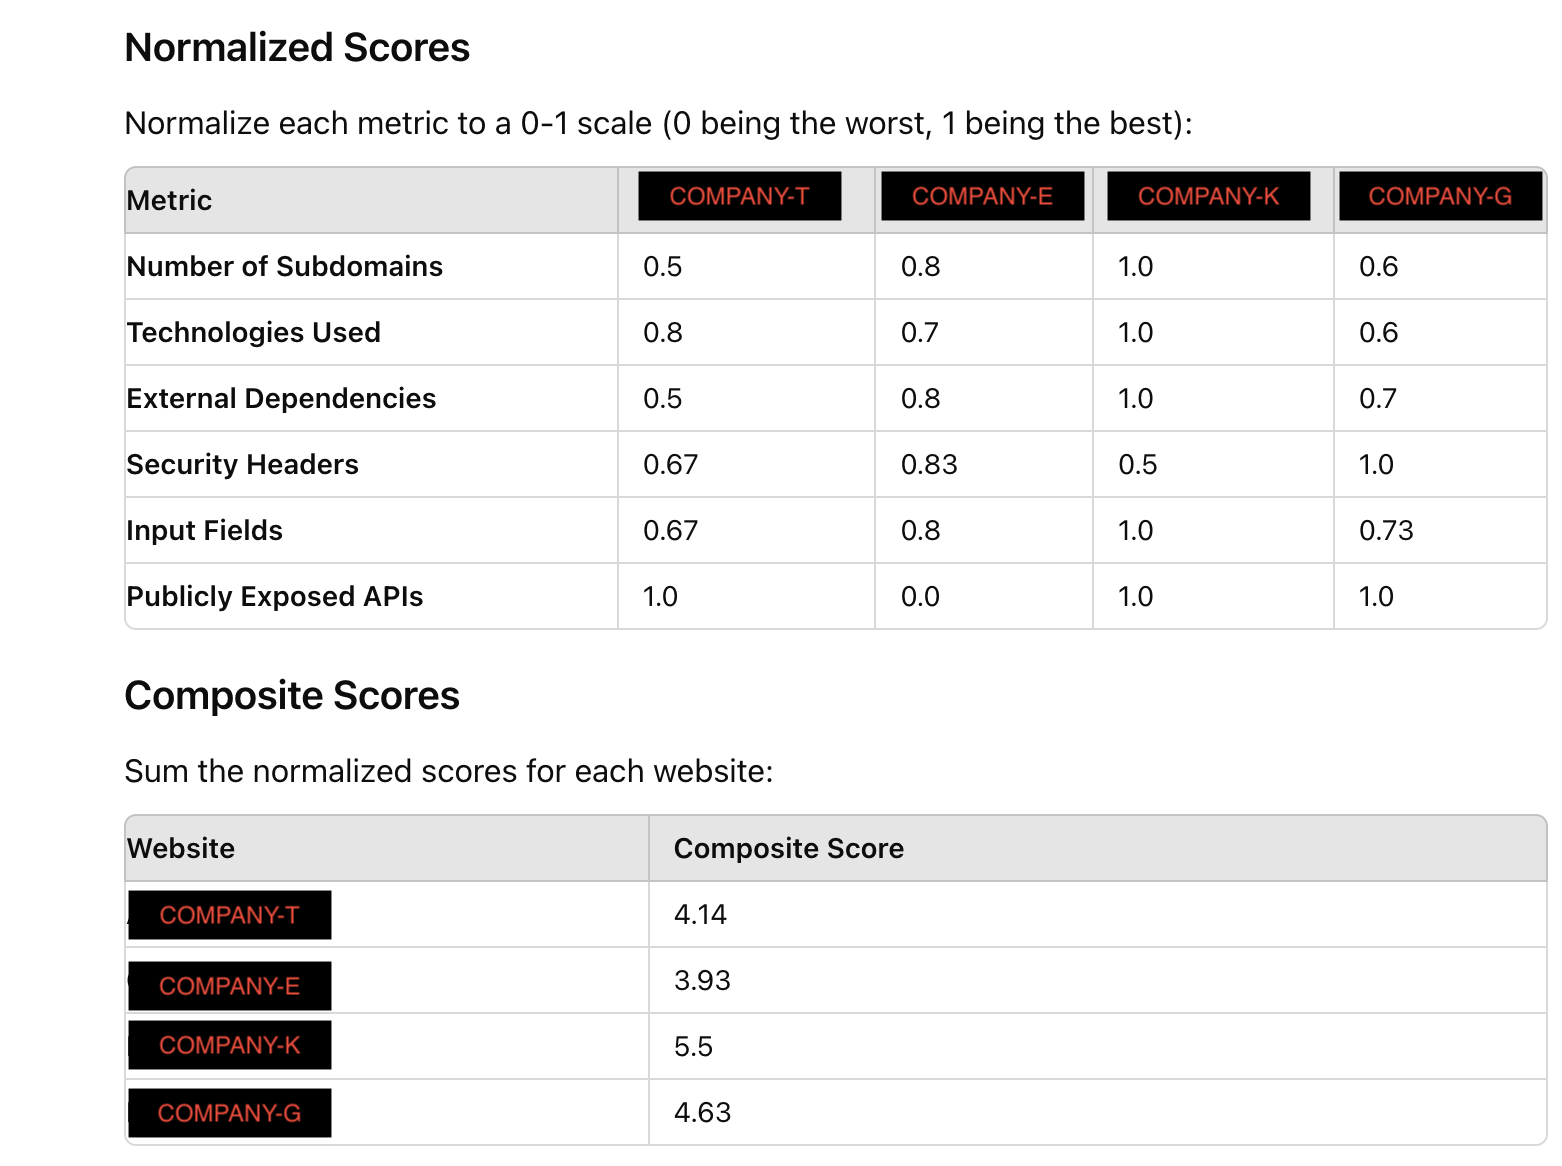 Normalized Scores
Normalize each metric to a 0-1 scale (0 being the worst, 1 being the best):
Metric COMPANY-T COMPANY-E COMPANY-K COMPANY-G
Number of Subdomains 0.5 0.8 1.0 0.6
Technologies Used 0.8 0.7 1.0 0.6
External Dependencies 0.5 0.8 1.0 0.7
Security Headers 0.67 0.83 0.5 1.0
Input Fields 0.67 0.8 1.0 0.73
Publicly Exposed APIs 1.0 0.0 1.0 1.0
Composite Scores
Sum the normalized scores for each website:
Website Composite Score
COMPANY-T 4.14
COMPANY-E 3.93
COMPANY-K 5.5
COMPANY-G 4.63